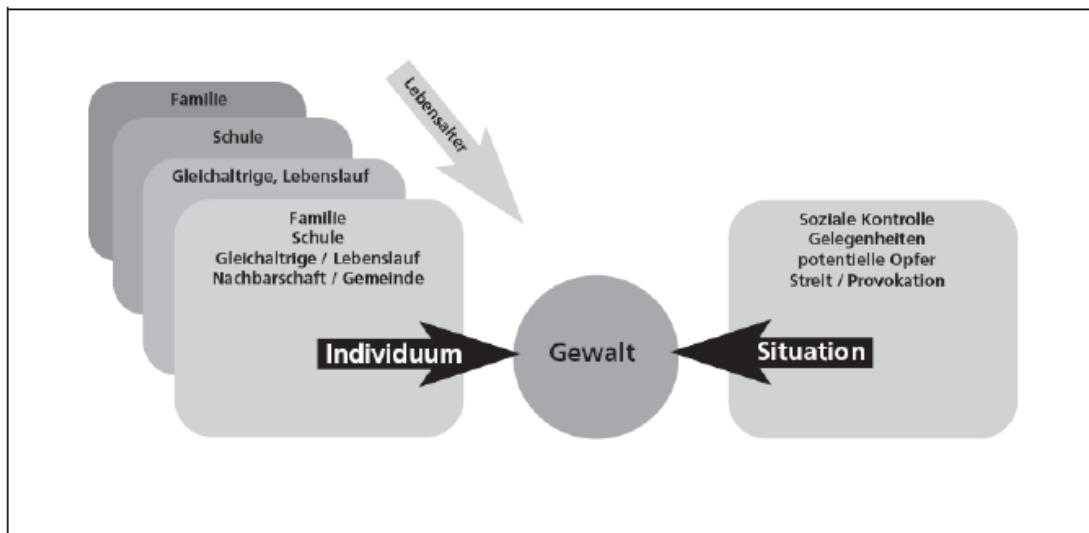 Lebensalter
Familie
Schule
Gleichaltrige, Lebenslauf
Familie
Schule
Gleichaltrige / Lebenslauf
Nachbarschaft / Gemeinde
Individuum
Gewalt
Soziale Kontrolle
Gelegenheiten
potentielle Opfer
Streit / Provokation
Situation